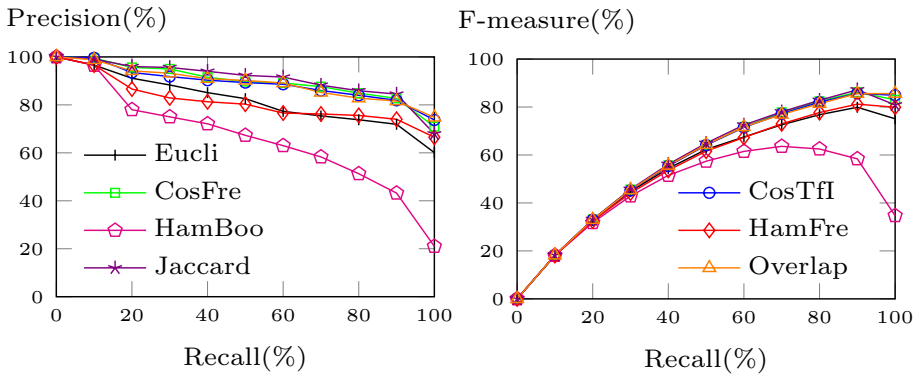 Precision(%)
100
80
60
40
20
0
Eucli
CosFre
HamBoo
Jaccard
0 20 40 60 80 100
Recall(%)
F-measure(%)
100
80
60
40
20
0
CosTfI
HamFre
Overlap
0 20 40 60 80 100
Recall(%)